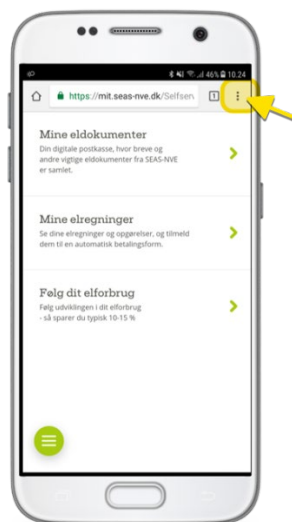 46% 10.24
https://mit.seas-nve.dk/Selfserv 1
Mine eldokumenter
Din digitale postkasse, hvor breve og
andre vigtige eldokumenter fra SEAS-NVE
er samlet.
Mine elregninger
Se dine elregninger og opgørelser, og tilmeld
dem til en automatisk betalingsform.
Følg dit elforbrug
Følg udviklingen i dit elforbrug
- så sparer du typisk 10-15 %